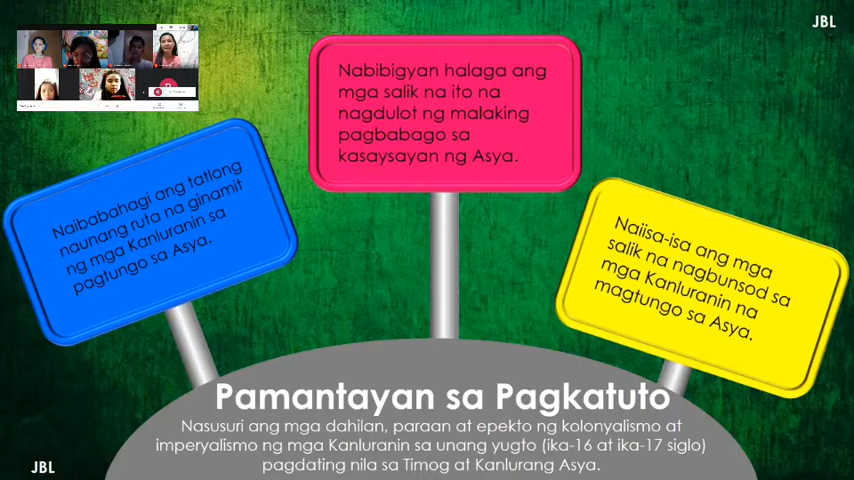 JBL
Nabibigyan halaga ang
mga salik na ito na
nagdulot ng malaking
pagbabago sa
kasaysayan ng Asya.
Naibabahagi ang tatlong
naunang ruta na ginamit
ng mga Kanluranin sa
pagtungo sa Asya.
Naiisa-isa ang mga
salik na nagbunsod sa
mga Kanluranin na
magtungo sa Asya.
Pamantayan sa Pagkatuto
Nasusuri ang mga dahilan, paraan at epekto ng kolonyalismo at
imperyalismo ng mga Kanluranin sa unang yugto (ika-16 at ika-17 siglo)
pagdating nila sa Timog at Kanlurang Asya.
JBL